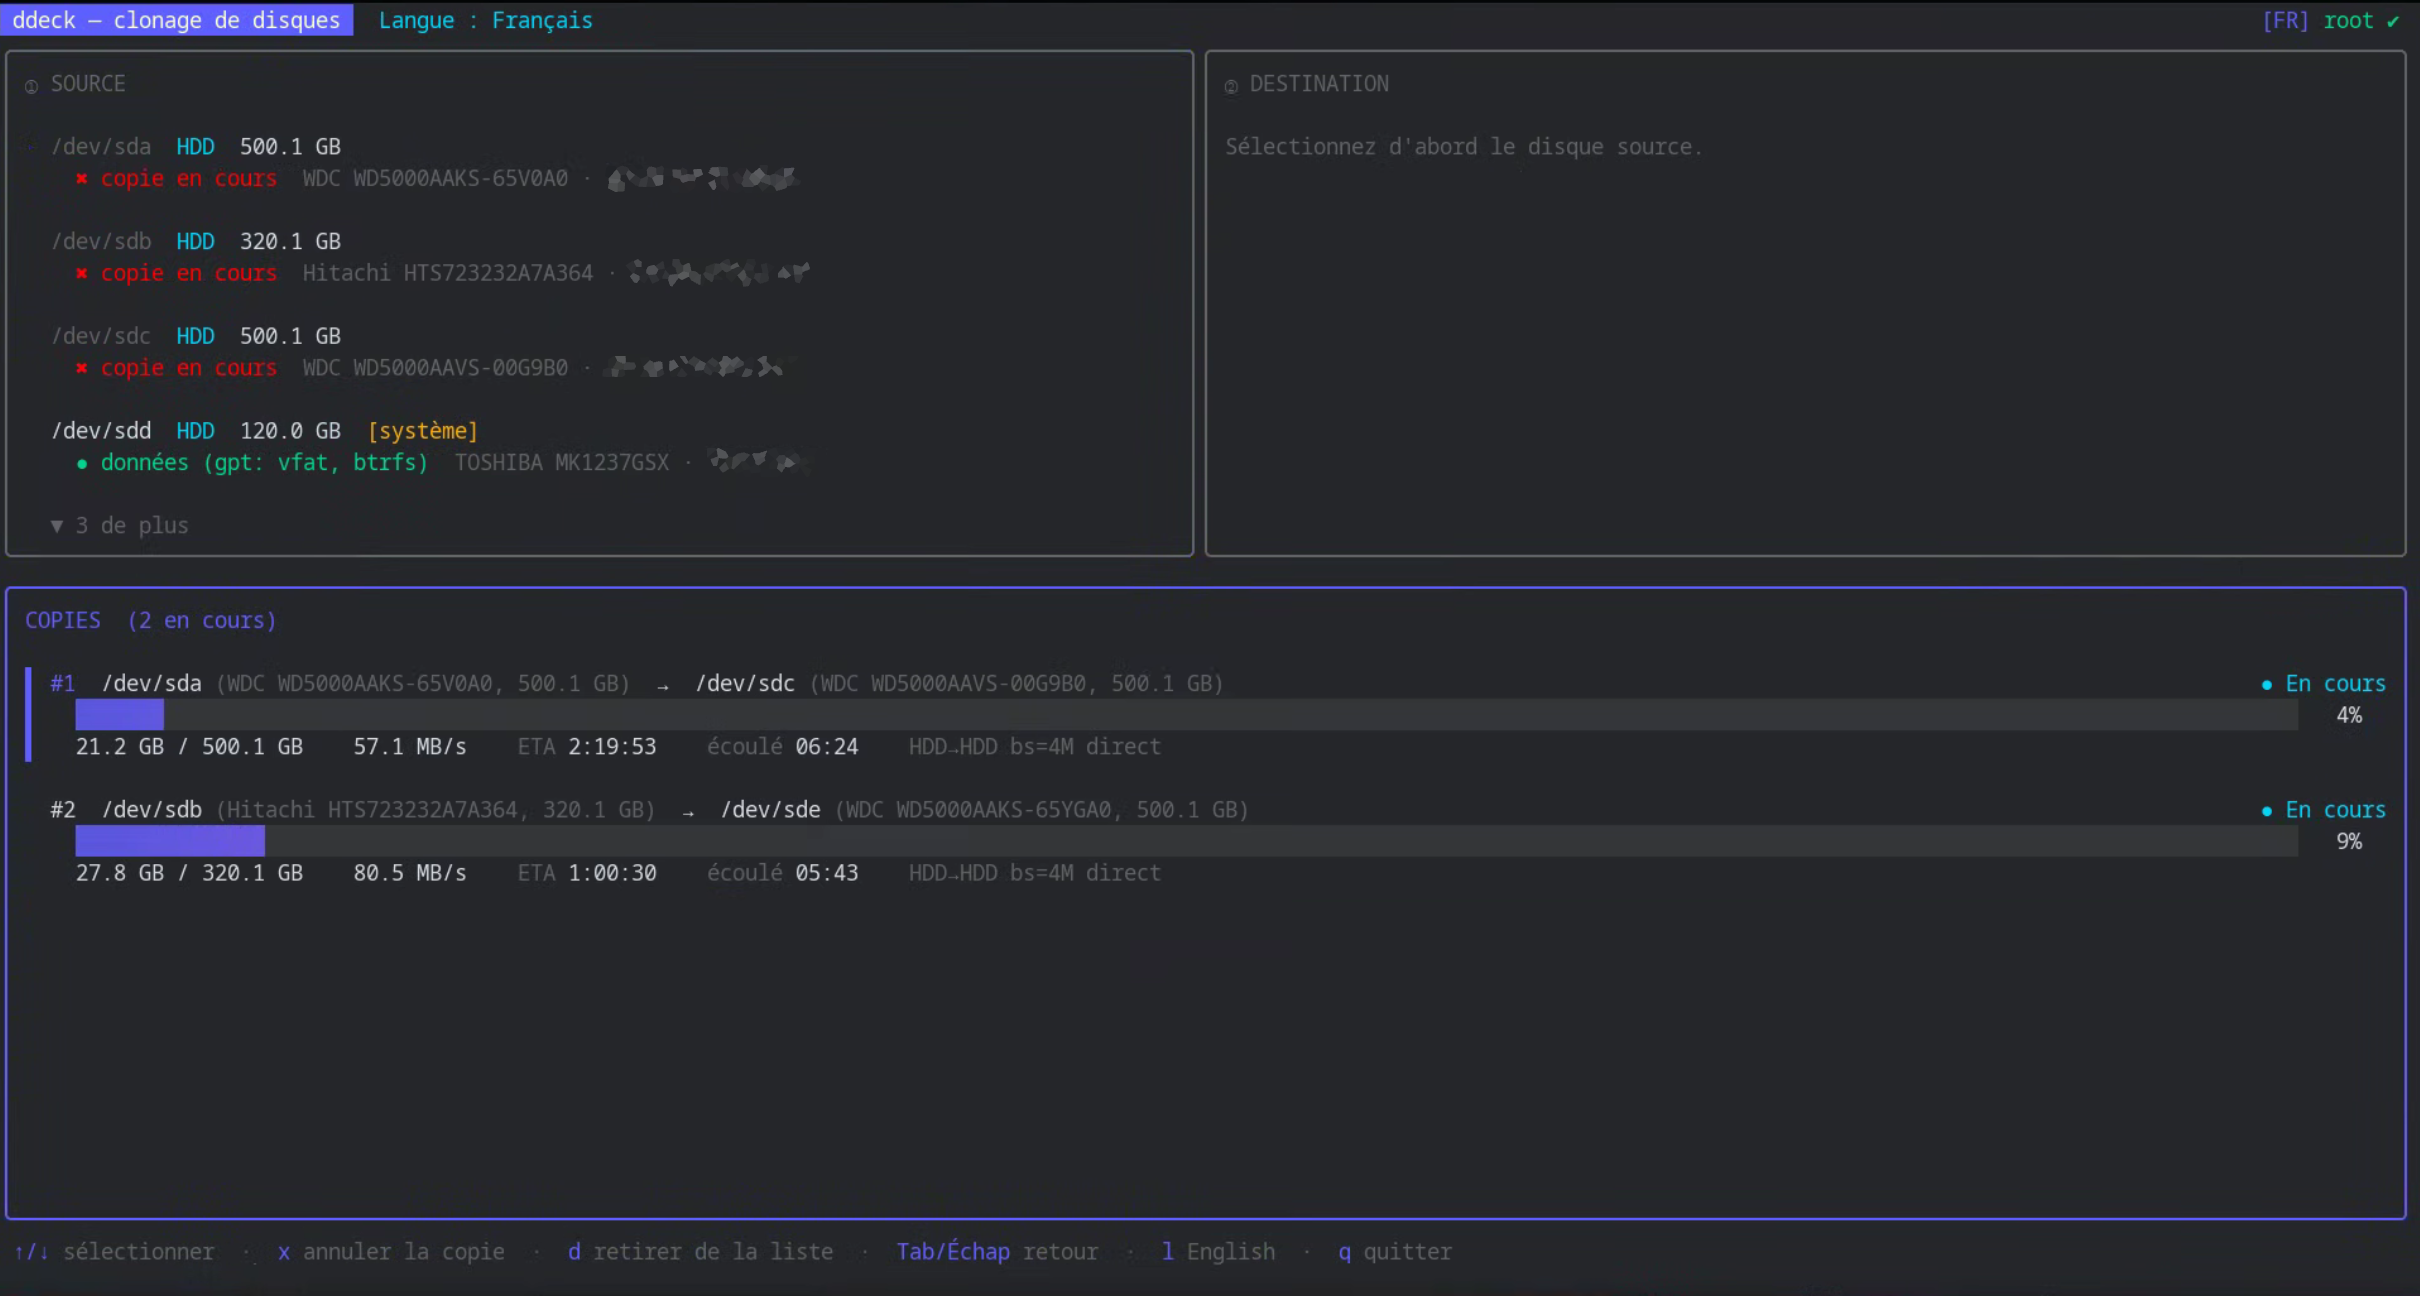 ddeck — clonage de disques Langue : Français [FR] root ✔
① SOURCE
/dev/sda HDD 500.1 GB
✖ copie en cours WDC WD5000AAKS-65V0A0 ·
/dev/sdb HDD 320.1 GB
✖ copie en cours Hitachi HTS723232A7A364 ·
/dev/sdc HDD 500.1 GB
✖ copie en cours WDC WD5000AAVS-00G9B0 ·
/dev/sdd HDD 120.0 GB [système]
● données (gpt: vfat, btrfs) TOSHIBA MK1237GSX ·
▼ 3 de plus
② DESTINATION
Sélectionnez d'abord le disque source.
COPIES (2 en cours)
#1 /dev/sda (WDC WD5000AAKS-65V0A0, 500.1 GB) → /dev/sdc (WDC WD5000AAVS-00G9B0, 500.1 GB) ● En cours
4%
21.2 GB / 500.1 GB 57.1 MB/s ETA 2:19:53 écoulé 06:24 HDD→HDD bs=4M direct
#2 /dev/sdb (Hitachi HTS723232A7A364, 320.1 GB) → /dev/sde (WDC WD5000AAKS-65YGA0, 500.1 GB) ● En cours
9%
27.8 GB / 320.1 GB 80.5 MB/s ETA 1:00:30 écoulé 05:43 HDD→HDD bs=4M direct
↑/↓ sélectionner · x annuler la copie · d retirer de la liste · Tab/Échap retour · l English · q quitter